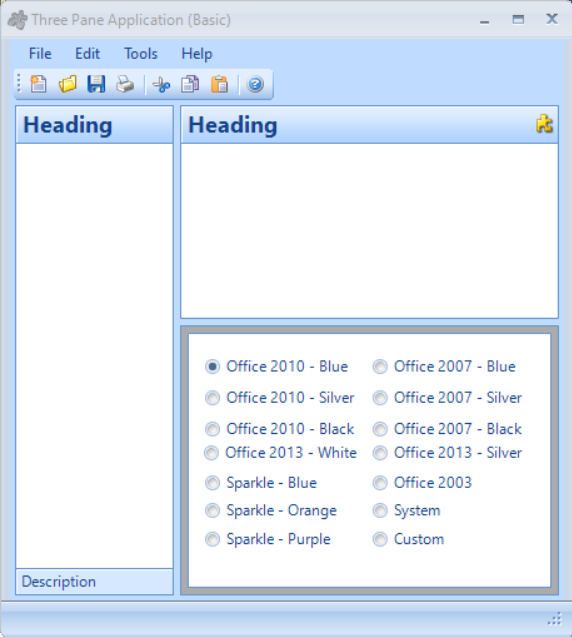 Three Pane Application (Basic)
File Edit Tools Help
Heading
Description
Heading
Office 2010 - Blue Office 2007 - Blue
Office 2010 - Silver Office 2007 - Silver
Office 2010 - Black Office 2007 - Black
Office 2013 - White Office 2013 - Silver
Sparkle - Blue Office 2003
Sparkle - Orange System
Sparkle - Purple Custom